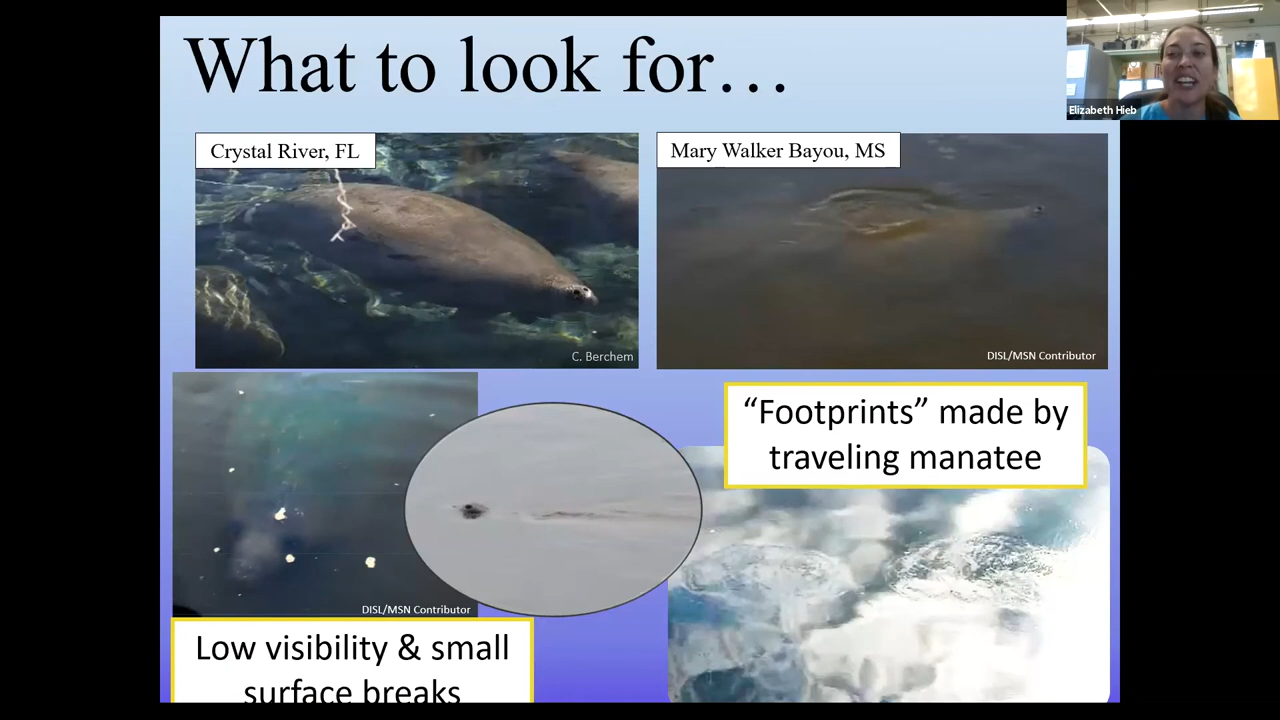 What to look for…
Elizabeth Hieb
Crystal River, FL
Mary Walker Bayou, MS
C. Berchem
DISL/MSN Contributor
“Footprints” made by
traveling manatee
DISL/MSN Contributor
Low visibility & small
surface breaks